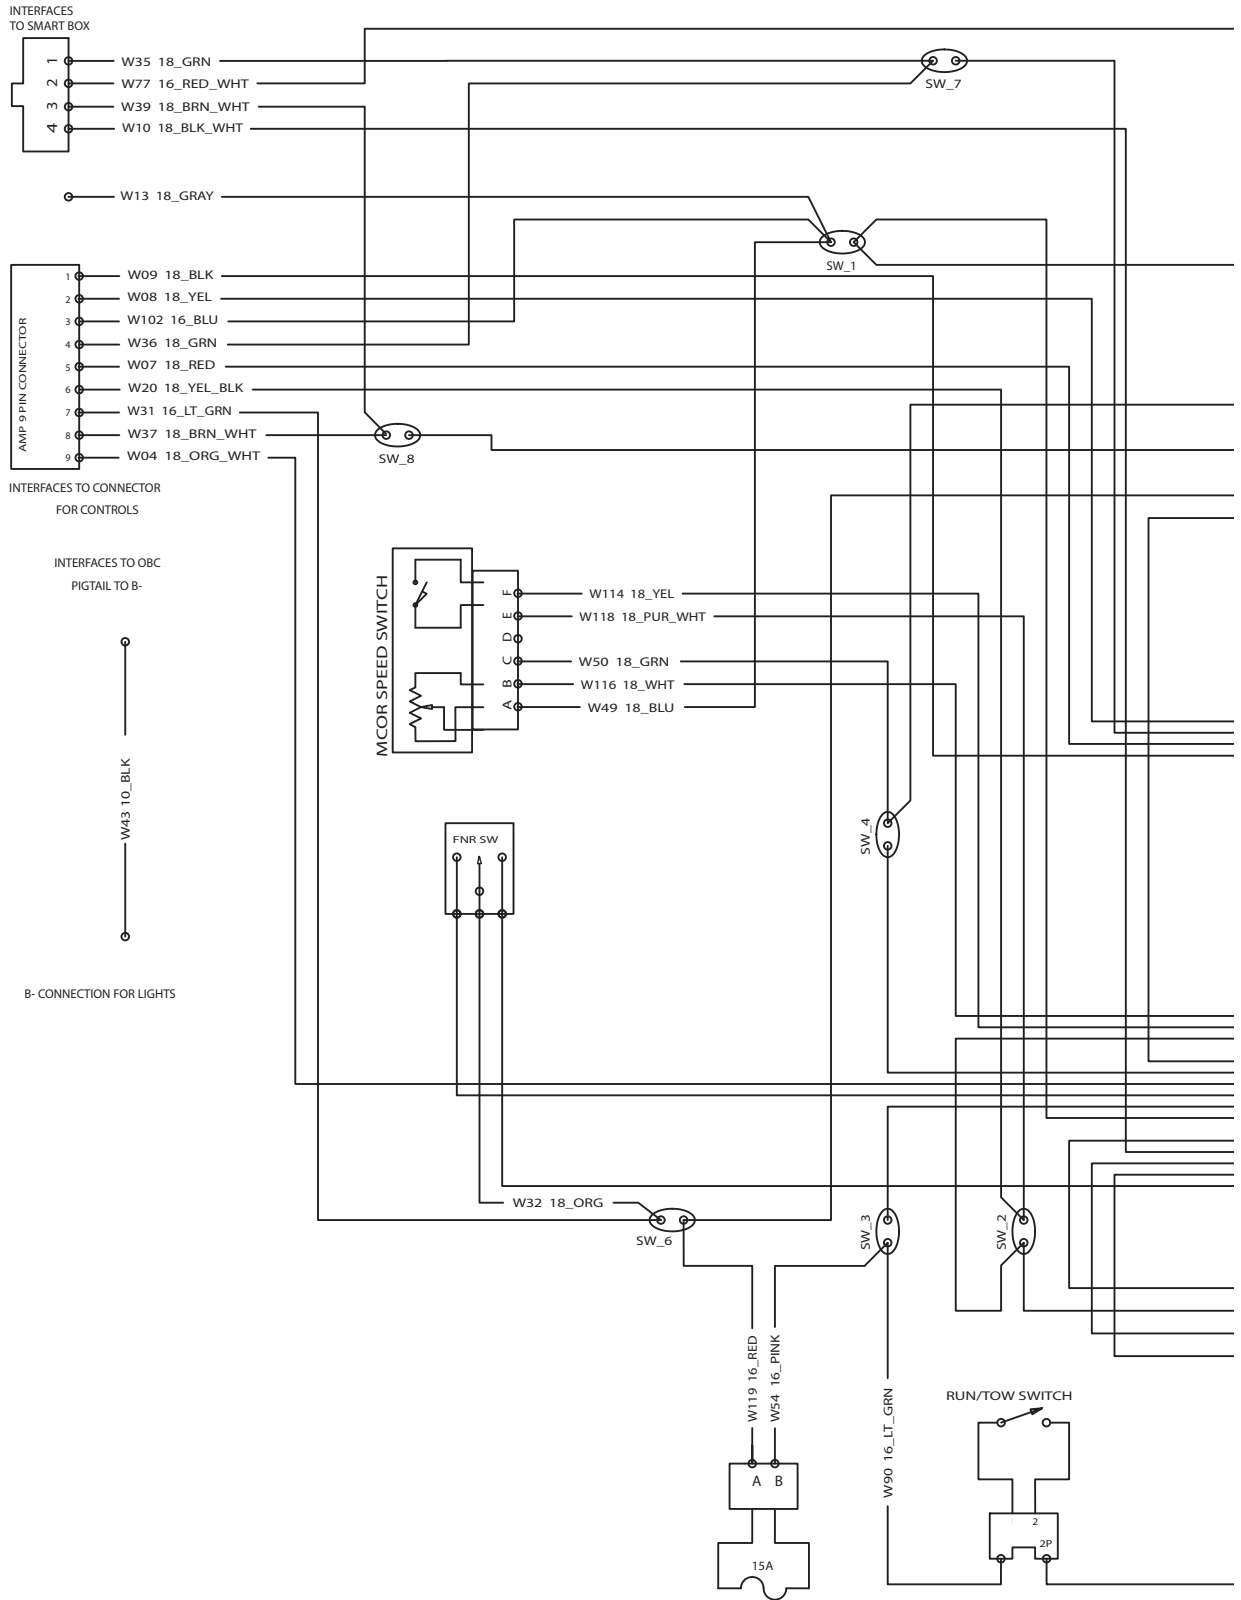 INTERFACES
TO SMART BOX
1
2
3
4
W35 18_GRN
W77 16_RED_WHT
W39 18_BRN_WHT
W10 18_BLK_WHT
SW_7
W13 18_GRAY
SW_1
AMP 9 PIN CONNECTOR
1
2
3
4
5
6
7
8
9
W09 18_BLK
W08 18_YEL
W102 16_BLU
W36 18_GRN
W07 18_RED
W20 18_YEL_BLK
W31 16_LT_GRN
W37 18_BRN_WHT
W04 18_ORG_WHT
SW_8
INTERFACES TO CONNECTOR
FOR CONTROLS
INTERFACES TO OBC
PIGTAIL TO B-
W43 10_BLK
B- CONNECTION FOR LIGHTS
MCOR SPEED SWITCH
F
E
D
C
B
A
W114 18_YEL
W118 18_PUR_WHT
W50 18_GRN
W116 18_WHT
W49 18_BLU
SW_4
FNR SW
W32 18_ORG
SW_6
SW_3
SW_2
W119 16_RED
W54 16_PINK
W90 16_LT_GRN
A B
15A
RUN/TOW SWITCH
2
2P